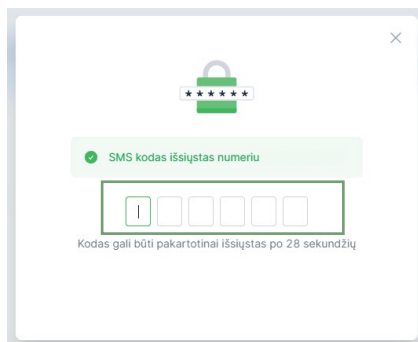 ******
SMS kodas išsiųstas numeriu
Kodas gali būti pakartotinai išsiųstas po 28 sekundžių